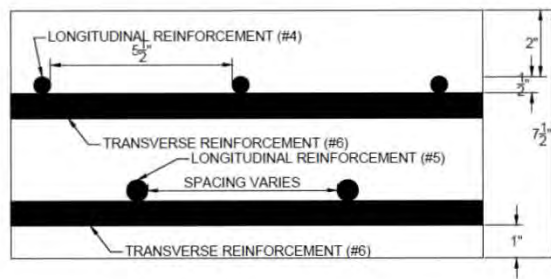 LONGITUDINAL REINFORCEMENT (#4)
5 1/2"
2"
1/2"
7 1/2"
TRANSVERSE REINFORCEMENT (#6)
LONGITUDINAL REINFORCEMENT (#5)
SPACING VARIES
1"
TRANSVERSE REINFORCEMENT (#6)